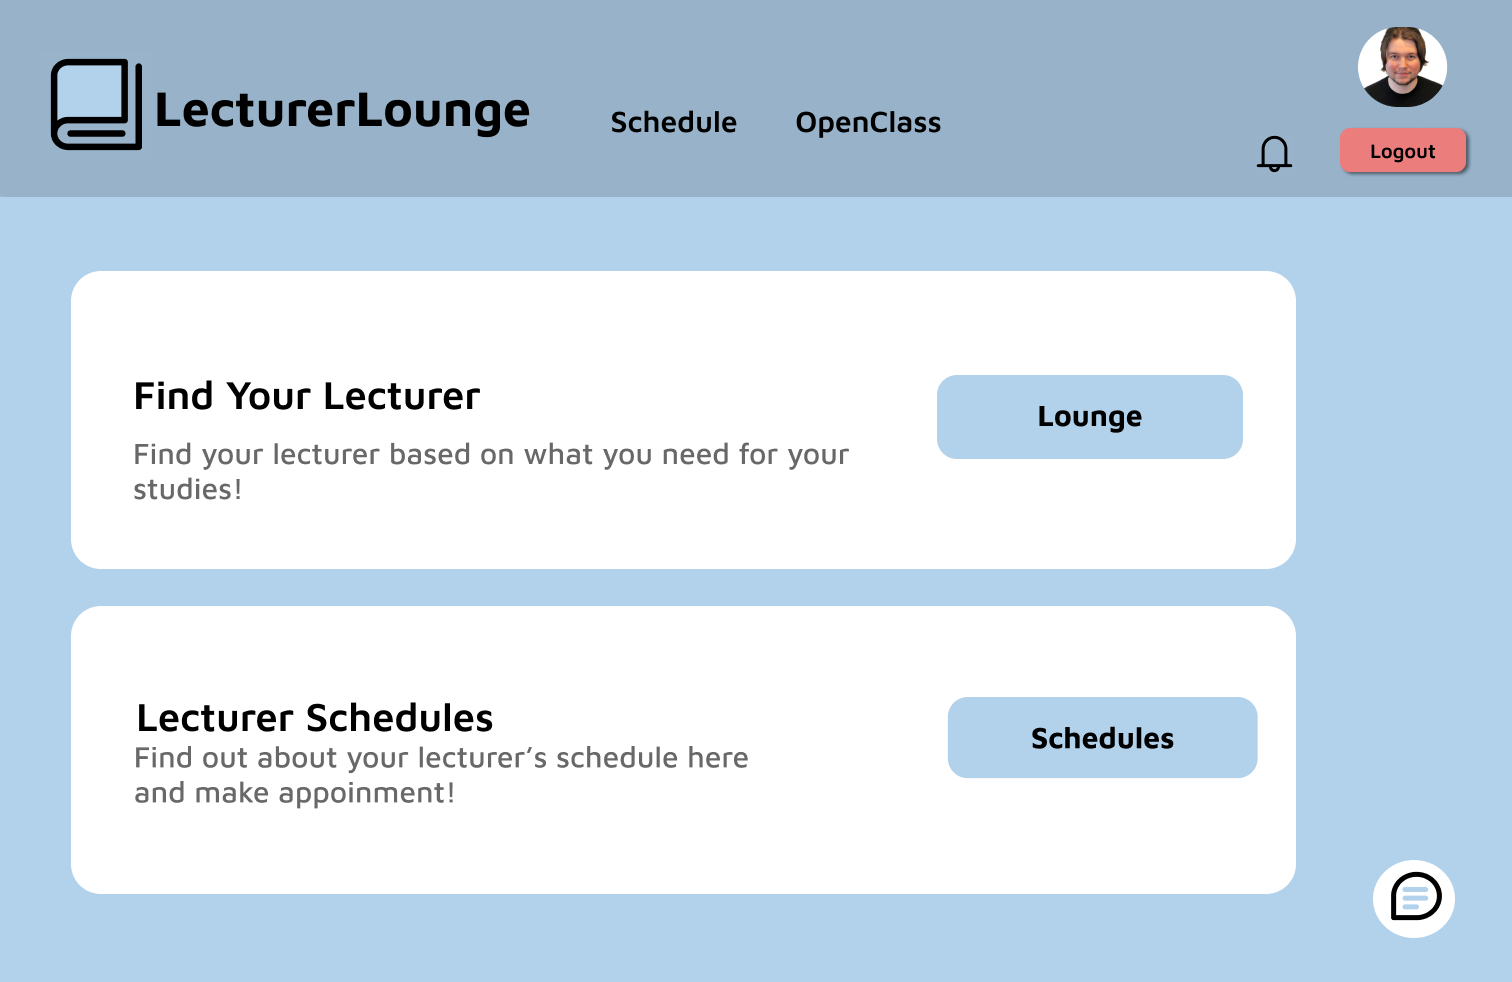 LecturerLounge
Schedule
OpenClass
Logout
Find Your Lecturer
Find your lecturer based on what you need for your
studies!
Lounge
Lecturer Schedules
Find out about your lecturer’s schedule here
and make appoinment!
Schedules